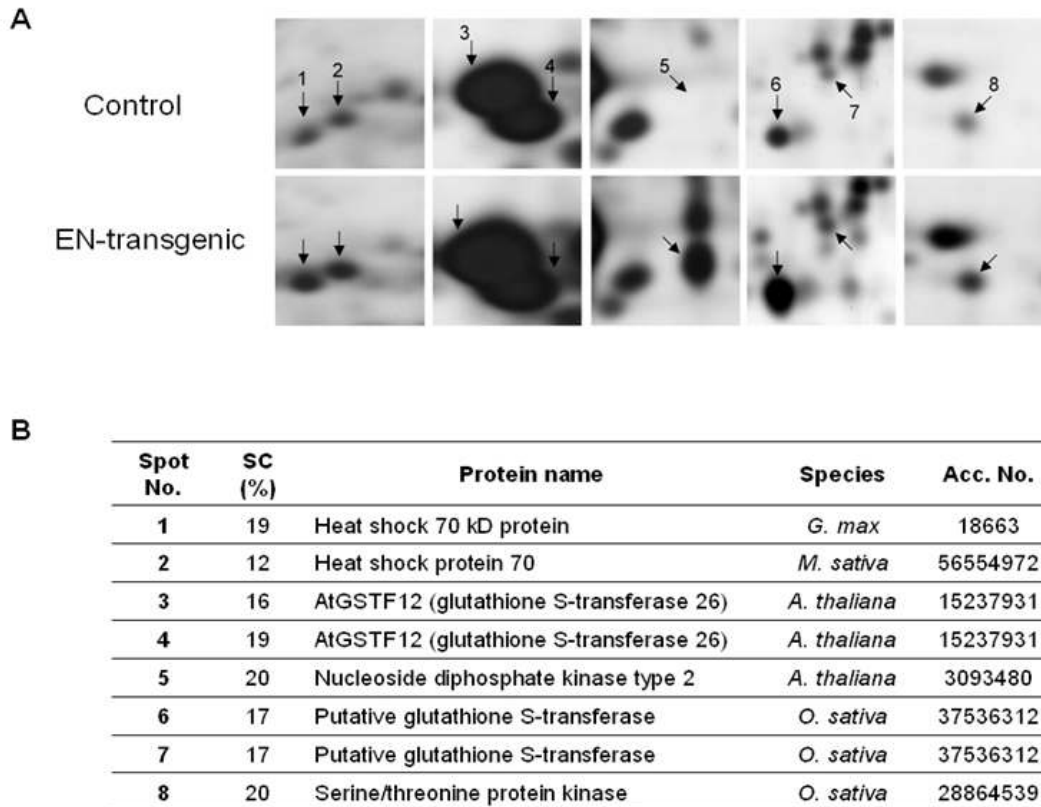 A
Control
1 2 3 4 5 6 7 8
EN-transgenic
B
Spot No. SC (%) Protein name Species Acc. No.
1 19 Heat shock 70 kD protein G. max 18663
2 12 Heat shock protein 70 M. sativa 56554972
3 16 AtGSTF12 (glutathione S-transferase 26) A. thaliana 15237931
4 19 AtGSTF12 (glutathione S-transferase 26) A. thaliana 15237931
5 20 Nucleoside diphosphate kinase type 2 A. thaliana 3093480
6 17 Putative glutathione S-transferase O. sativa 37536312
7 17 Putative glutathione S-transferase O. sativa 37536312
8 20 Serine/threonine protein kinase O. sativa 28864539